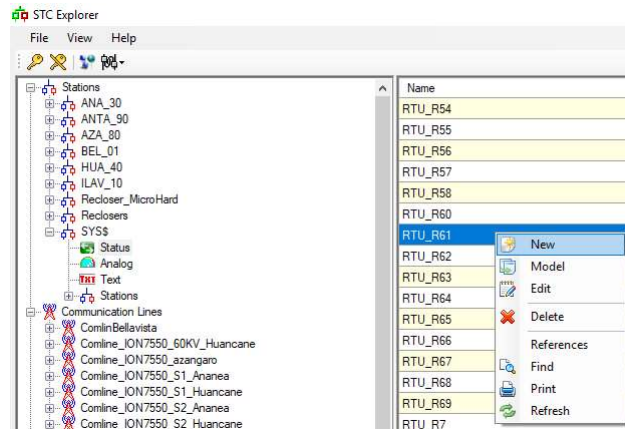 STC Explorer
File View Help
Stations
ANA_30
ANTA_90
AZA_80
BEL_01
HUA_40
ILAV_10
Recloser_MicroHard
Reclosers
SYS$
Status
Analog
TXT Text
Stations
Communication Lines
ComlinBellavista
Comline_ION7550_60KV_Huancane
Comline_ION7550_azangaro
Comline_ION7550_S1_Ananea
Comline_ION7550_S1_Huancane
Comline_ION7550_S2_Ananea
Comline_ION7550_S2_Huancane
Name
RTU_R54
RTU_R55
RTU_R56
RTU_R57
RTU_R58
RTU_R60
RTU_R61
RTU_R62
RTU_R63
RTU_R64
RTU_R65
RTU_R66
RTU_R67
RTU_R68
RTU_R69
RTU_R7
New
Model
Edit
Delete
References
Find
Print
Refresh